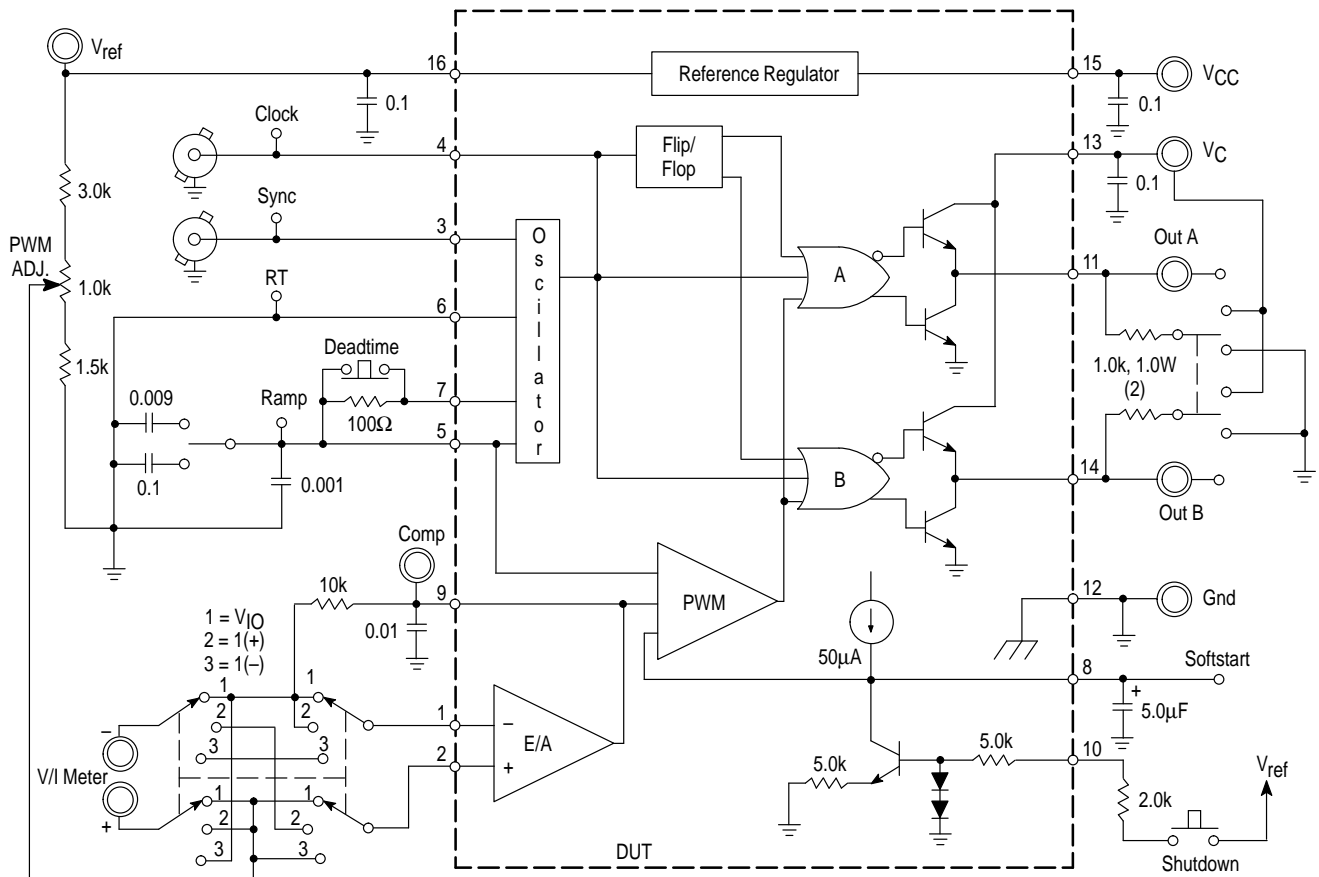 Vref
16
Reference Regulator
15
VCC
0.1
0.1
Clock
4
Flip/
Flop
13
VC
0.1
3.0k
Sync
3
O
s
c
i
l
l
a
t
o
r
PWM
ADJ.
1.0k
RT
6
A
11
Out A
1.5k
Deadtime
7
100Ω
1.0k, 1.0W
(2)
0.009
Ramp
5
0.1
0.001
B
14
Out B
Comp
10k
9
0.01
PWM
12
Gnd
50µA
1 = VIO
2 = 1(+)
3 = 1(–)
8
Softstart
+
5.0µF
1
1
2
2
3
3
–
V/I Meter
+
1
–
E/A
2
+
5.0k
5.0k
10
Vref
2.0k
1
1
2
2
3
3
DUT
Shutdown